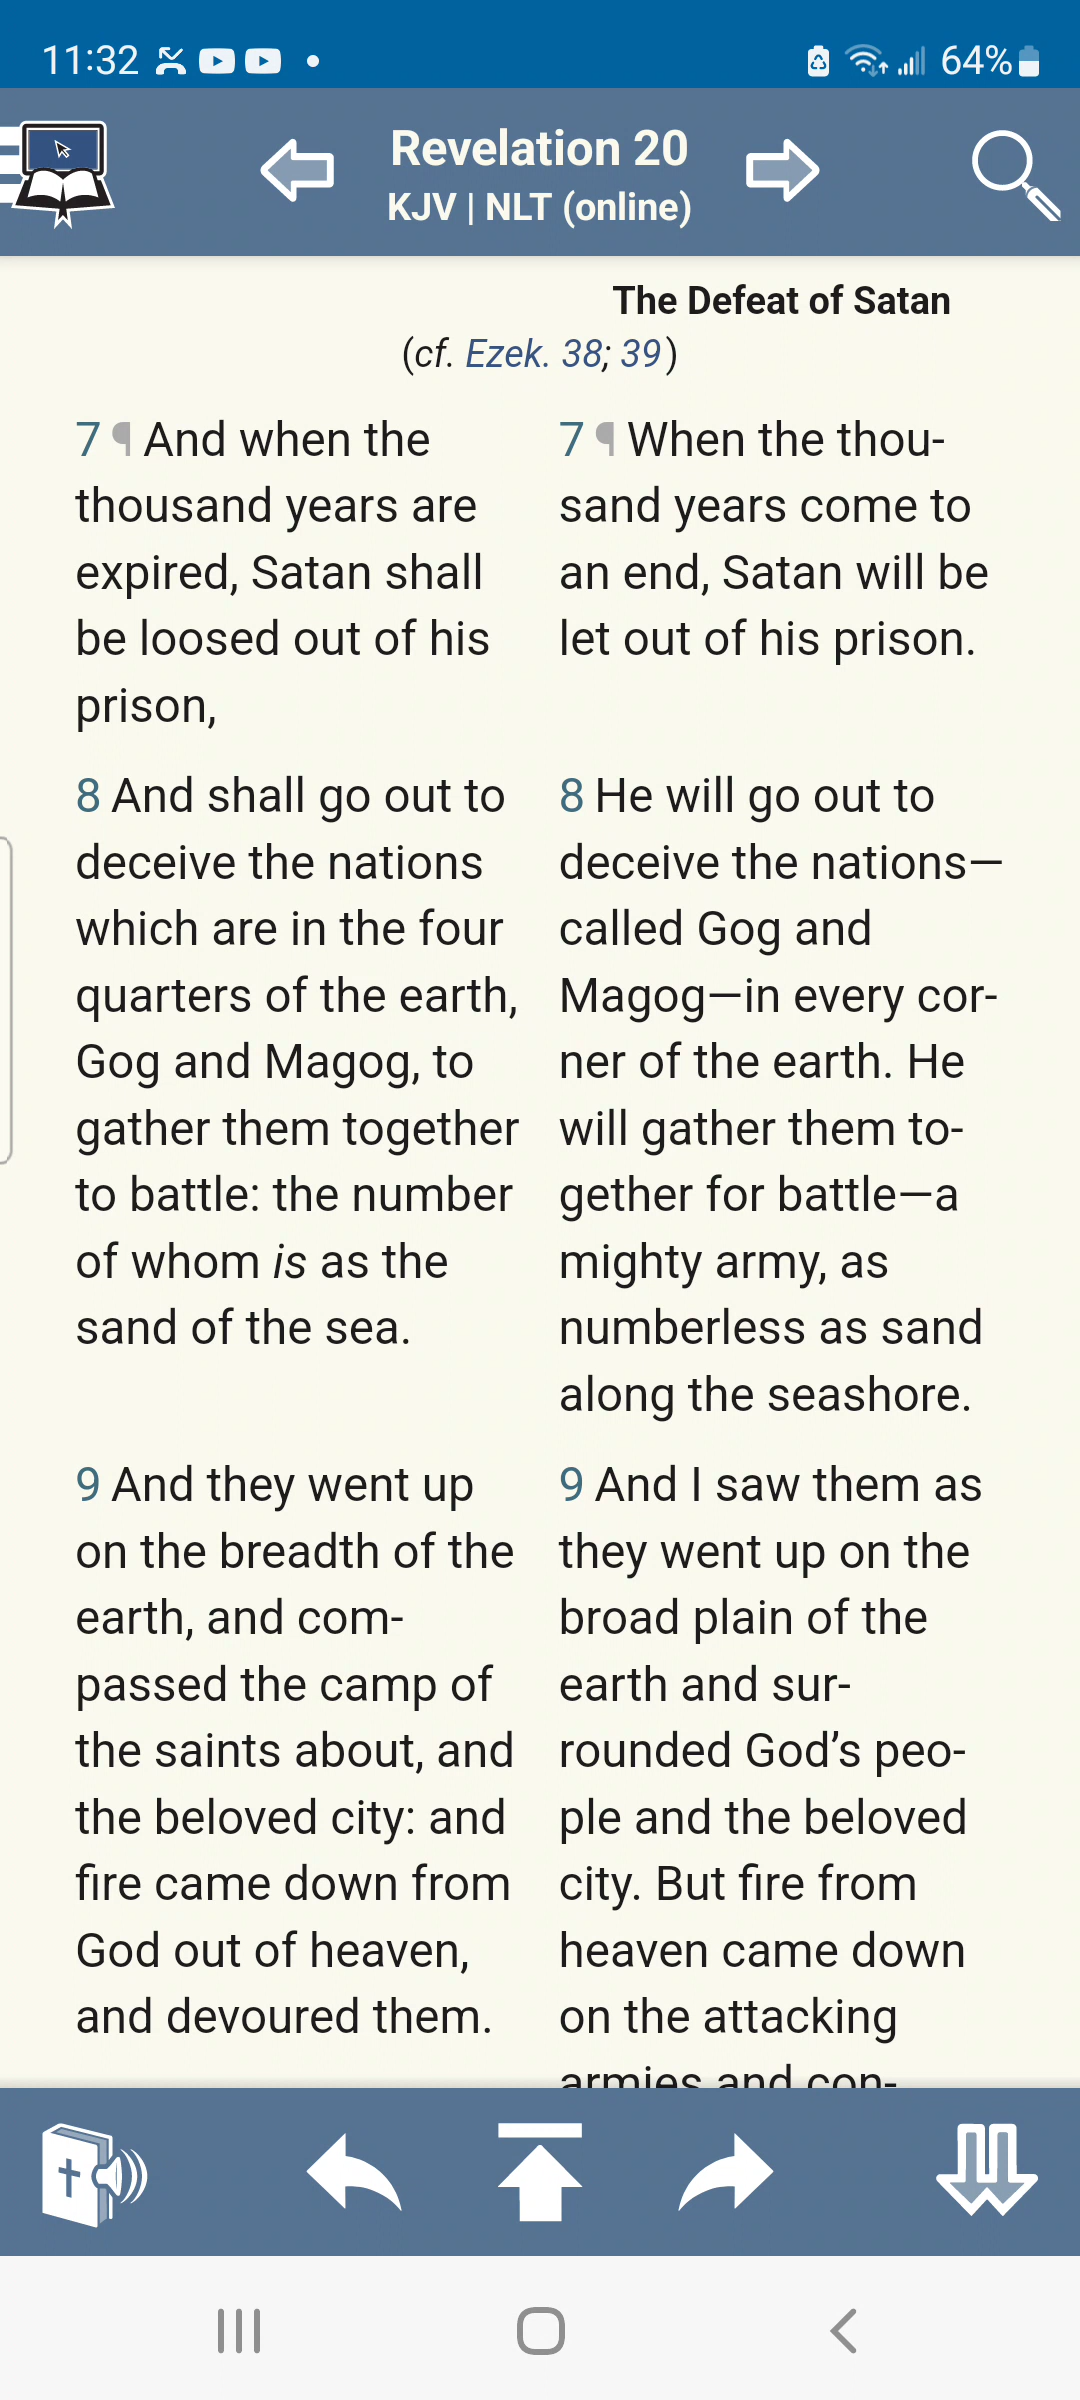 11:32
64%
Revelation 20
KJV | NLT (online)
The Defeat of Satan
(cf. Ezek. 38; 39)
7 ¶ And when the
thousand years are
expired, Satan shall
be loosed out of his
prison,
7 ¶ When the thou-
sand years come to
an end, Satan will be
let out of his prison.
8 And shall go out to
deceive the nations
which are in the four
quarters of the earth,
Gog and Magog, to
gather them together
to battle: the number
of whom is as the
sand of the sea.
8 He will go out to
deceive the nations—
called Gog and
Magog—in every cor-
ner of the earth. He
will gather them to-
gether for battle—a
mighty army, as
numberless as sand
along the seashore.
9 And they went up
on the breadth of the
earth, and com-
passed the camp of
the saints about, and
the beloved city: and
fire came down from
God out of heaven,
and devoured them.
9 And I saw them as
they went up on the
broad plain of the
earth and sur-
rounded God’s peo-
ple and the beloved
city. But fire from
heaven came down
on the attacking
armies and con-